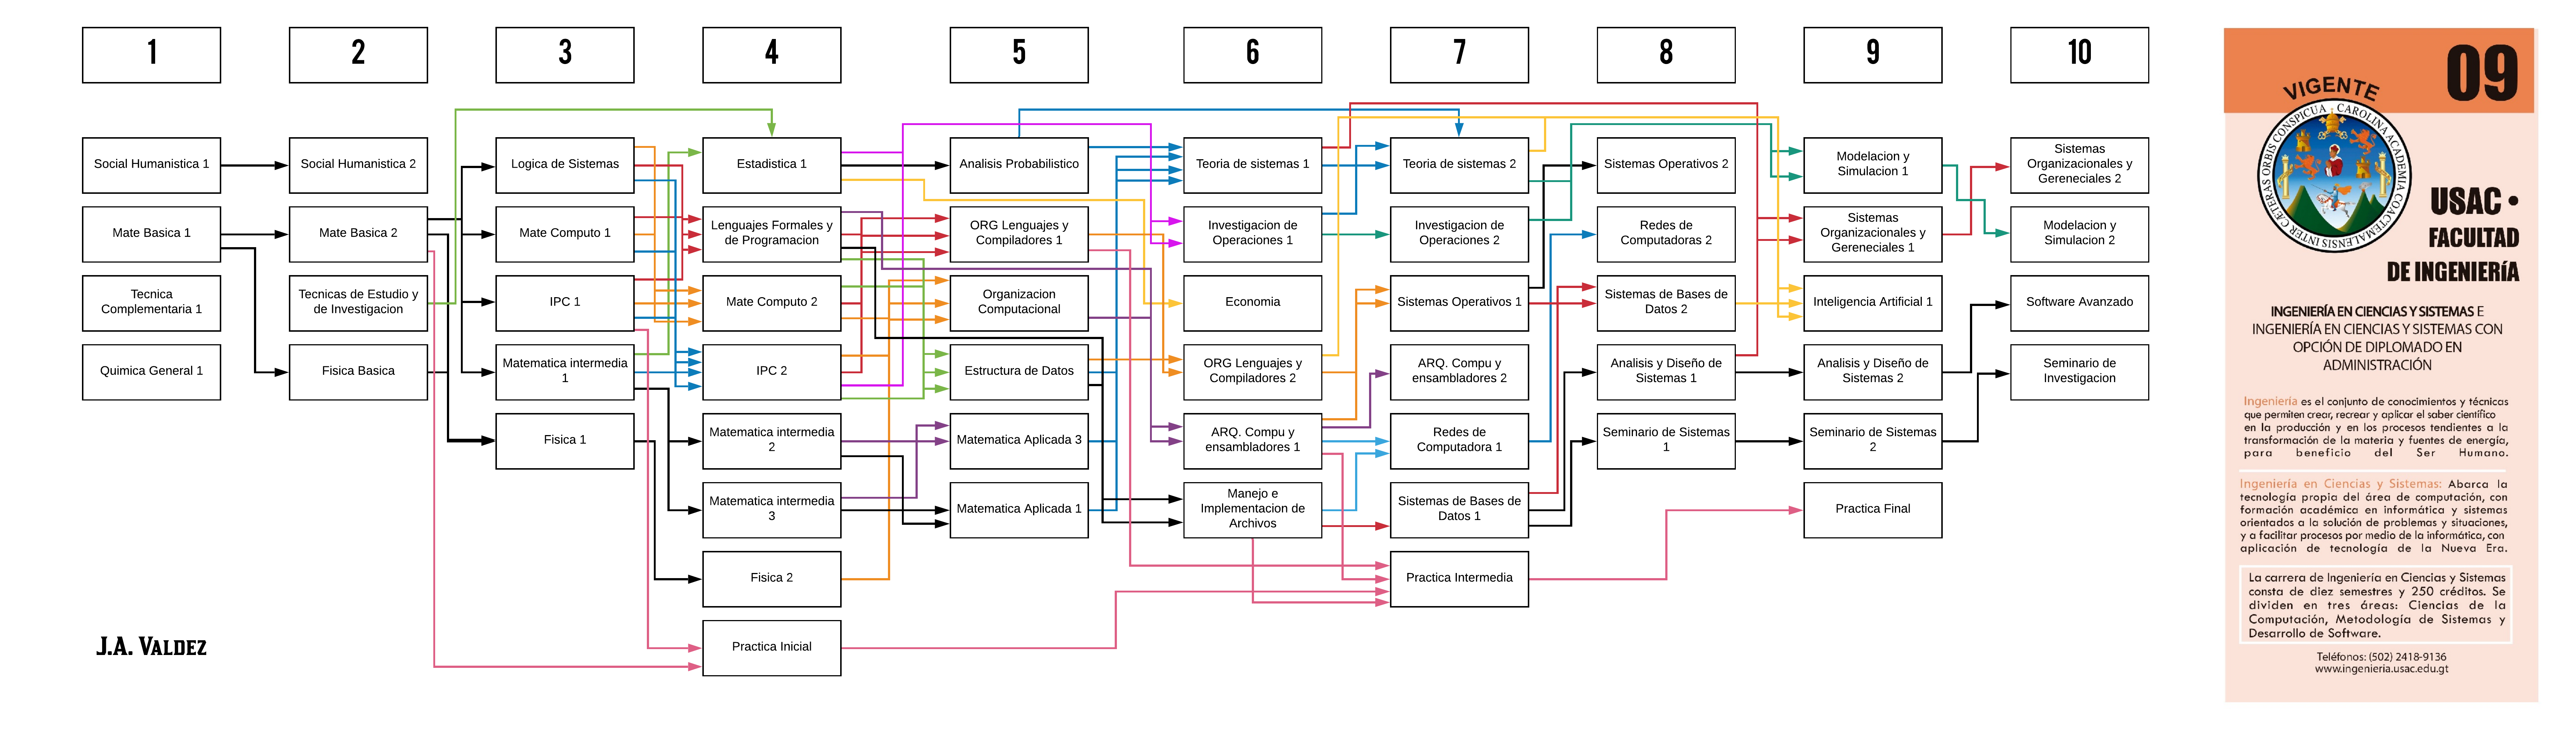 1
2
3
4
5
6
7
8
9
10
Social Humanistica 1
Mate Basica 1
Tecnica
Complementaria 1
Quimica General 1
Social Humanistica 2
Mate Basica 2
Tecnicas de Estudio y
de Investigacion
Fisica Basica
Logica de Sistemas
Mate Computo 1
IPC 1
Matematica intermedia
1
Fisica 1
Estadistica 1
Lenguajes Formales y
de Programacion
Mate Computo 2
IPC 2
Matematica intermedia
2
Matematica intermedia
3
Fisica 2
Practica Inicial
Analisis Probabilistico
ORG Lenguajes y
Compiladores 1
Organizacion
Computacional
Estructura de Datos
Matematica Aplicada 3
Matematica Aplicada 1
Teoria de sistemas 1
Investigacion de
Operaciones 1
Economia
ORG Lenguajes y
Compiladores 2
ARQ. Compu y
ensambladores 1
Manejo e
Implementacion de
Archivos
Teoria de sistemas 2
Investigacion de
Operaciones 2
Sistemas Operativos 1
ARQ. Compu y
ensambladores 2
Redes de
Computadora 1
Sistemas de Bases de
Datos 1
Practica Intermedia
Sistemas Operativos 2
Redes de
Computadoras 2
Sistemas de Bases de
Datos 2
Analisis y Diseño de
Sistemas 1
Seminario de Sistemas
1
Modelacion y
Simulacion 1
Sistemas
Organizacionales y
Gereneciales 1
Inteligencia Artificial 1
Analisis y Diseño de
Sistemas 2
Seminario de Sistemas
2
Practica Final
Sistemas
Organizacionales y
Gereneciales 2
Modelacion y
Simulacion 2
Software Avanzado
Seminario de
Investigacion
J.A. VALDEZ
09
VIGENTE
CAROLINA ACADEMIA COACTEMALENSIS INTER CÆTERAS ORBIS CONSPICUA
USAC •
FACULTAD
DE INGENIERíA
INGENIERÍA EN CIENCIAS Y SISTEMAS E
INGENIERÍA EN CIENCIAS Y SISTEMAS CON
OPCIÓN DE DIPLOMADO EN
ADMINISTRACIÓN
Ingeniería es el conjunto de conocimientos y técnicas
que permiten crear, recrear y aplicar el saber científico
en la producción y en los procesos tendientes a la
transformación de la materia y fuentes de energía,
para beneficio del Ser Humano.
Ingeniería en Ciencias y Sistemas: Abarca la
tecnología propia del área de computación, con
formación académica en informática y sistemas
orientados a la solución de problemas y situaciones,
y a facilitar procesos por medio de la informática, con
aplicación de tecnología de la Nueva Era.
La carrera de Ingeniería en Ciencias y Sistemas
consta de diez semestres y 250 créditos. Se
dividen en tres áreas: Ciencias de la
Computación, Metodología de Sistemas y
Desarrollo de Software.
Teléfonos: (502) 2418-9136
www.ingenieria.usac.edu.gt